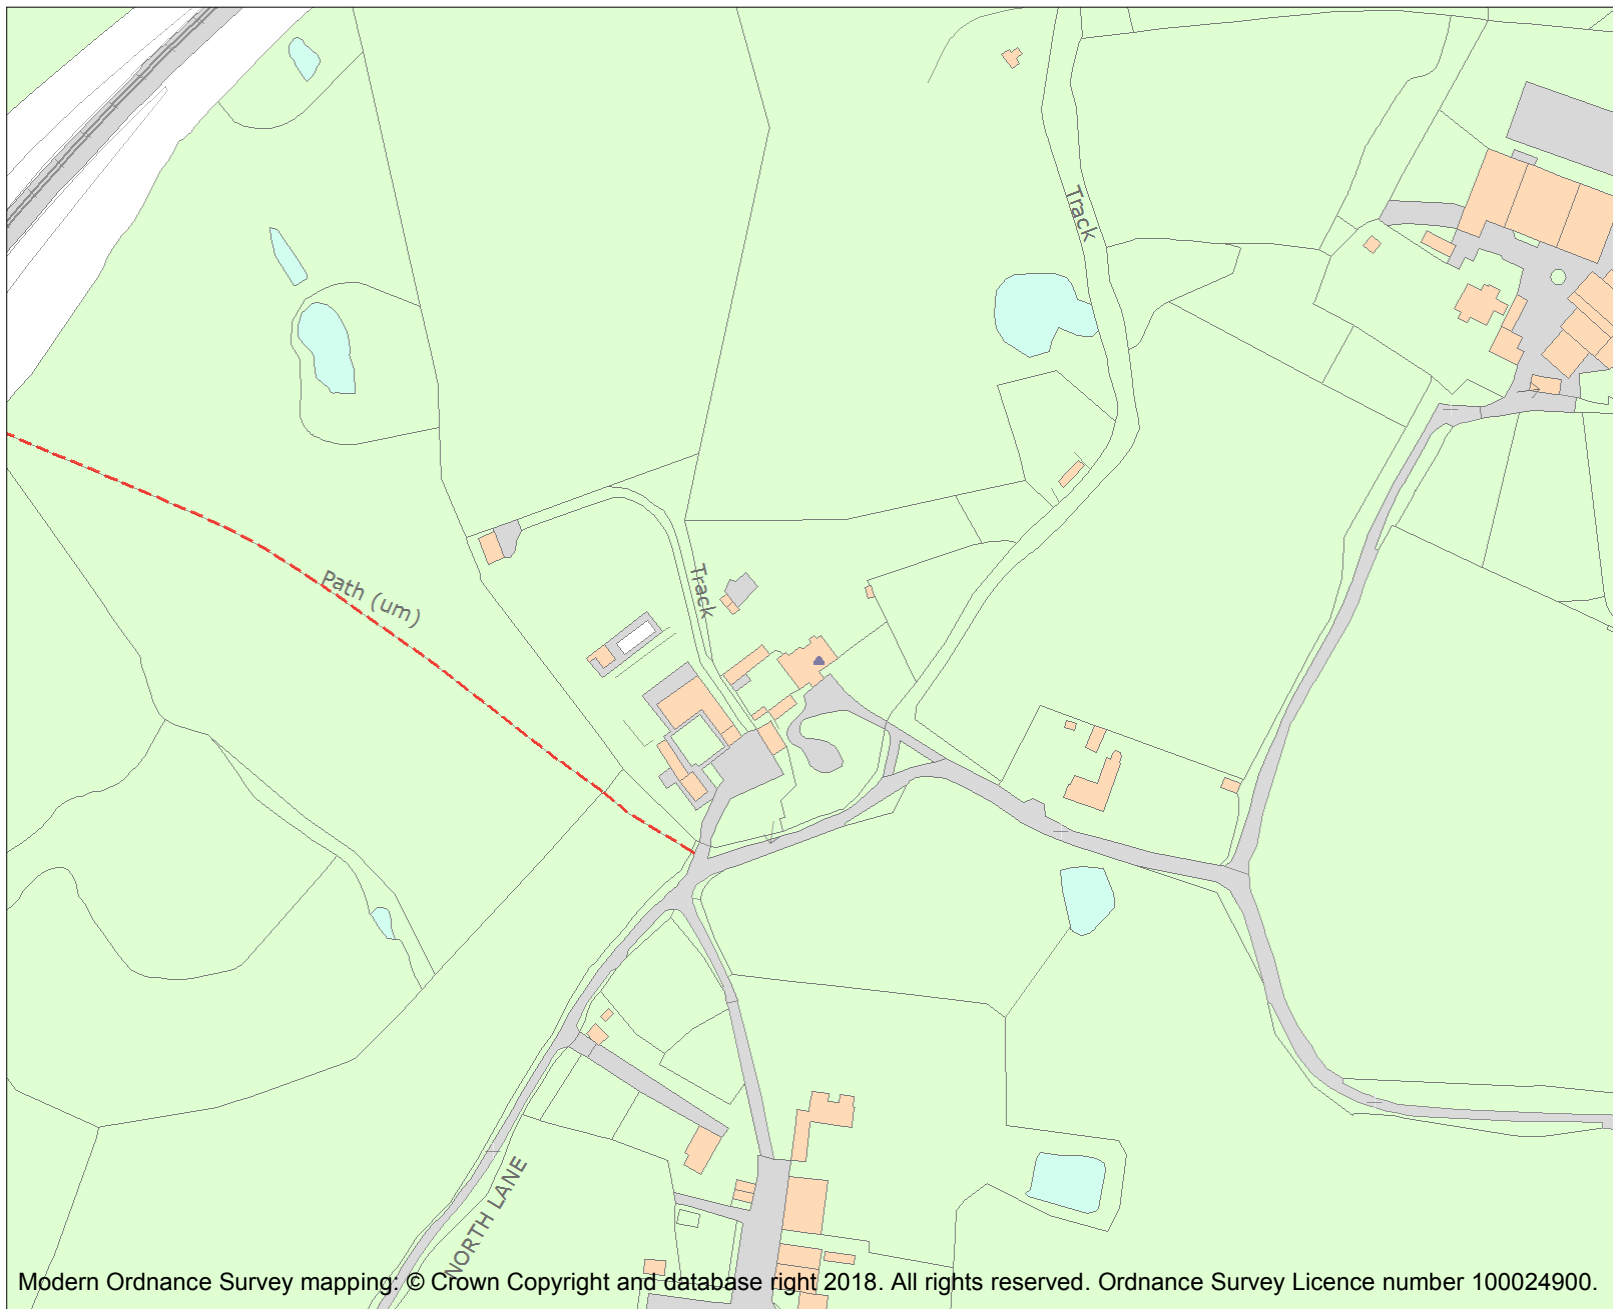 Track
Path (um)
Track
NORTH LANE
Modern Ordnance Survey mapping: © Crown Copyright and database right 2018. All rights reserved. Ordnance Survey Licence number 100024900.